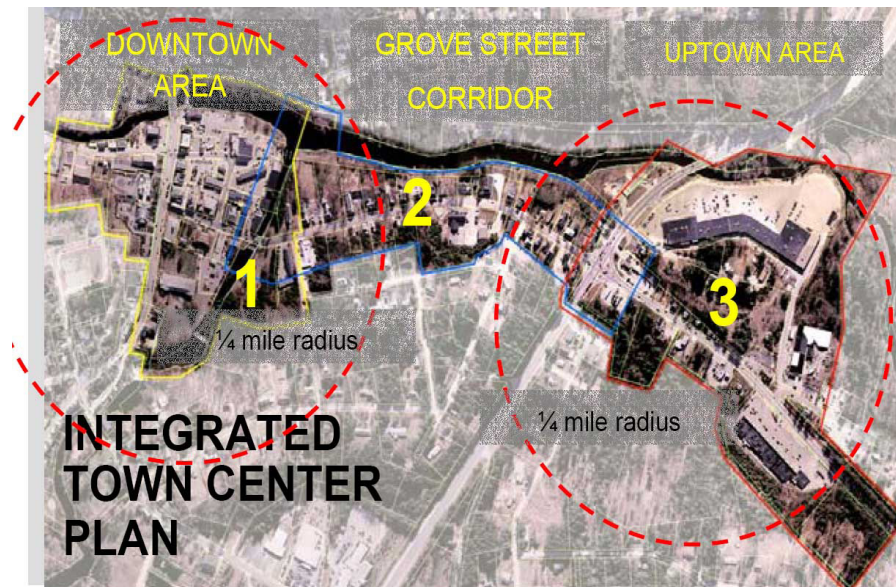 DOWNTOWN
AREA
GROVE STREET
CORRIDOR
UPTOWN AREA
2
1
3
¼ mile radius
¼ mile radius
INTEGRATED
TOWN CENTER
PLAN